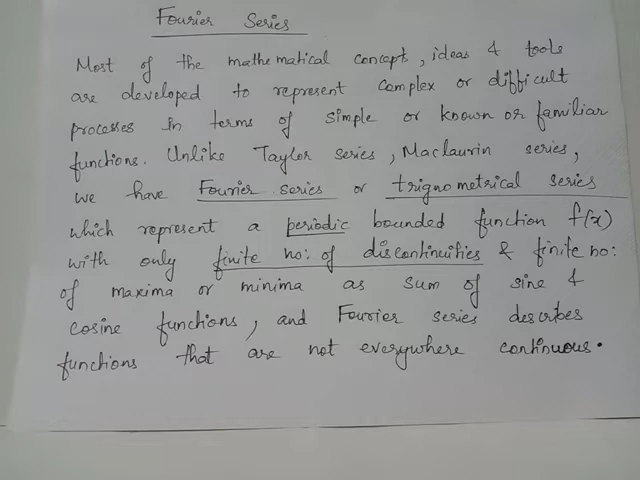 Fourier Series
Most of the mathematical concept, ideas & tools
are developed to represent complex or difficult
processes in terms of simple or known or familiar
functions. Unlike Taylor series, Maclaurin series,
we have Fourier series or trignometrical series
which represent a periodic bounded function f(x)
with only finite no: of discontinuities & finite no:
of maxima or minima as sum of sine &
cosine functions, and Fourier series describes
functions that are not everywhere continuous.